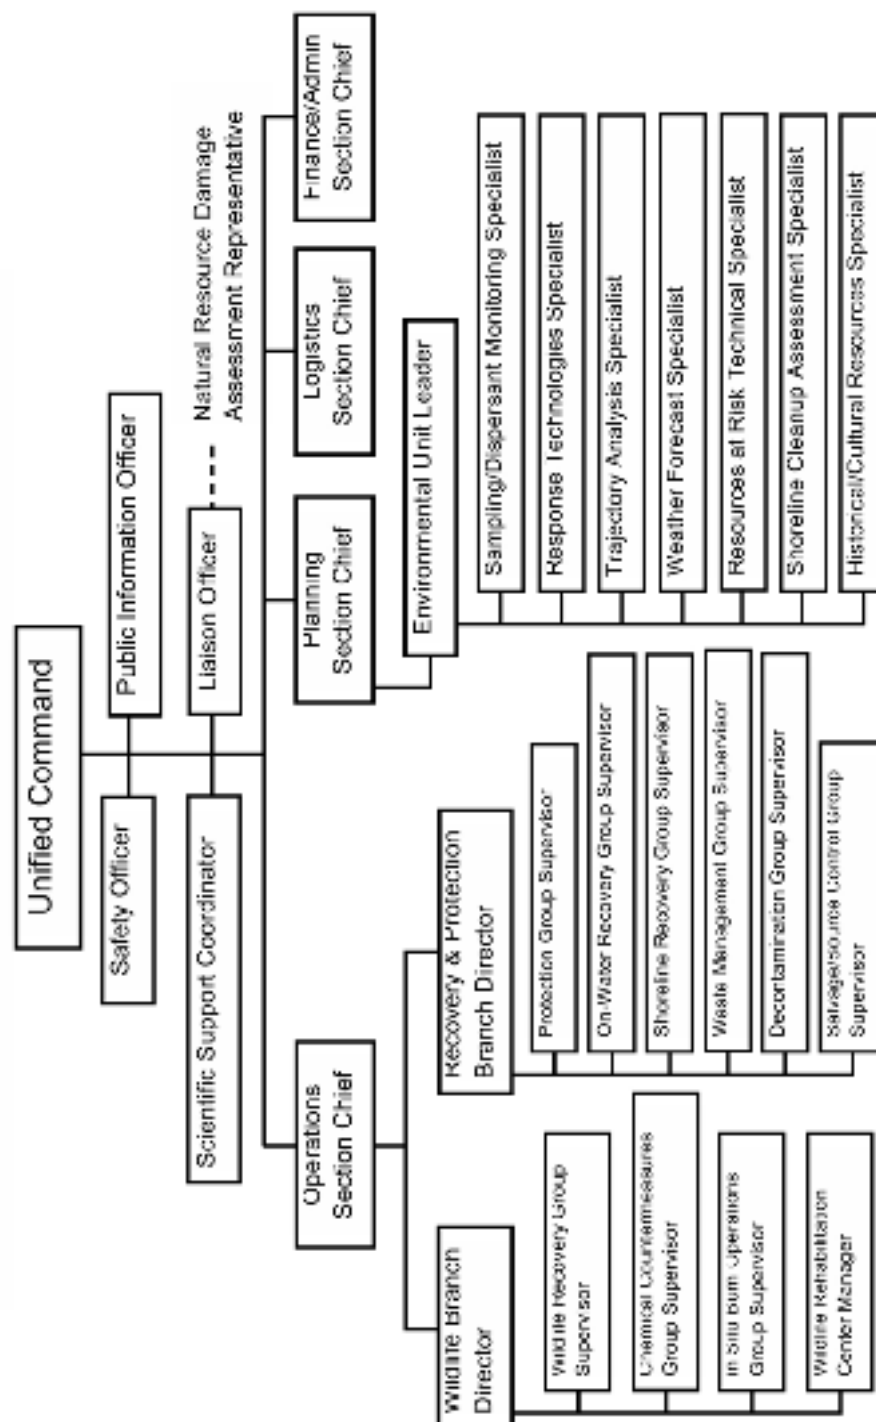 Unified Command
Safety Officer
Public Information Officer
Scientific Support Coordinator
Liaison Officer
Natural Resource Damage
Assessment Representative
Operations
Section Chief
Planning
Section Chief
Logistics
Section Chief
Finance/Admin
Section Chief
Wildlife Branch
Director
Recovery & Protection
Branch Director
Environmental Unit Leader
Wildlife Recovery Group
Supervisor
Chemical Countermeasures
Group Supervisor
In Situ Burn Operations
Group Supervisor
Wildlife Rehabilitation
Center Manager
Protection Group Supervisor
On-Water Recovery Group Supervisor
Shoreline Recovery Group Supervisor
Waste Management Group Supervisor
Decontamination Group Supervisor
Salvage/Source Control Group
Supervisor
Sampling/Dispersant Monitoring Specialist
Response Technologies Specialist
Trajectory Analysis Specialist
Weather Forecast Specialist
Resources at Risk Technical Specialist
Shoreline Cleanup Assessment Specialist
Historical/Cultural Resources Specialist